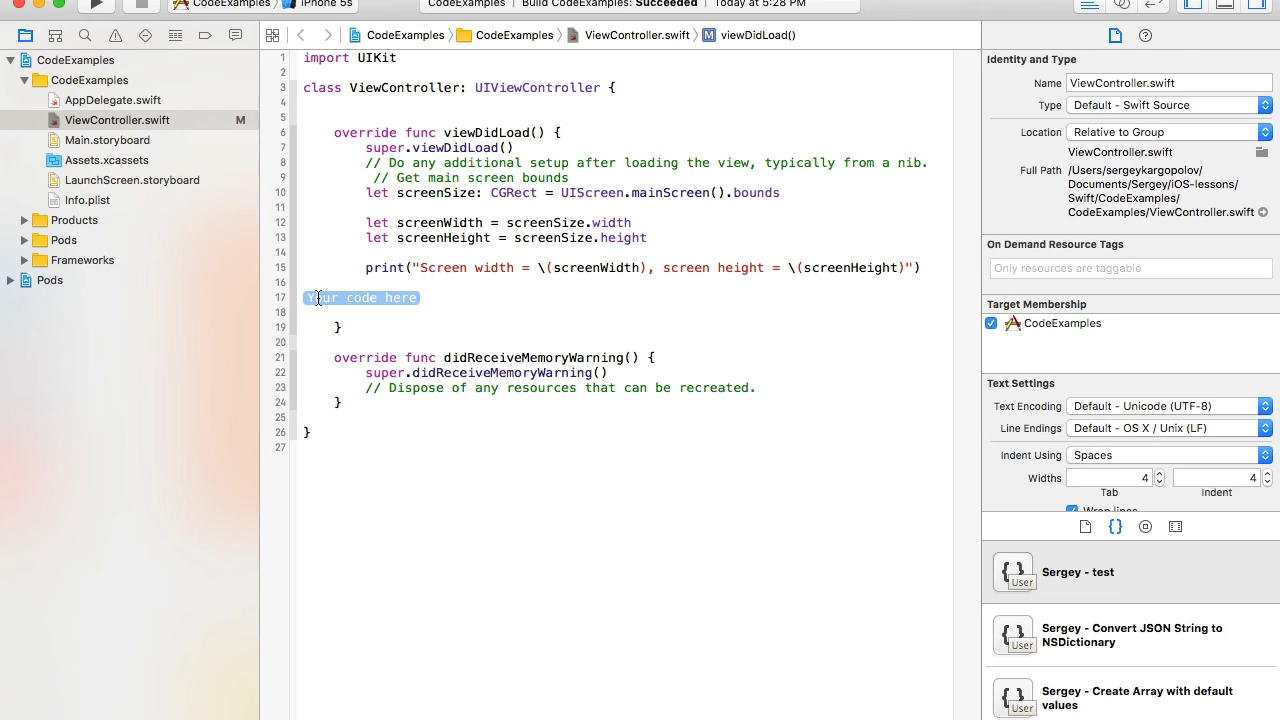 CodeExamples iPhone 5s CodeExamples Build CodeExamples: Succeeded Today at 5:28 PM
CodeExamples CodeExamples ViewController.swift M viewDidLoad()
CodeExamples
CodeExamples
AppDelegate.swift
ViewController.swift M
Main.storyboard
Assets.xcassets
LaunchScreen.storyboard
Info.plist
Products
Pods
Frameworks
Pods
1 import UIKit
2
3 class ViewController: UIViewController {
4
5
6 override func viewDidLoad() {
7 super.viewDidLoad()
8 // Do any additional setup after loading the view, typically from a nib.
9 // Get main screen bounds
10 let screenSize: CGRect = UIScreen.mainScreen().bounds
11
12 let screenWidth = screenSize.width
13 let screenHeight = screenSize.height
14
15 print("Screen width = \(screenWidth), screen height = \(screenHeight)")
16
17 Your code here
18
19 }
20
21 override func didReceiveMemoryWarning() {
22 super.didReceiveMemoryWarning()
23 // Dispose of any resources that can be recreated.
24 }
25
26 }
27
Identity and Type
Name ViewController.swift
Type Default - Swift Source
Location Relative to Group
ViewController.swift
Full Path /Users/sergeykargopolov/
Documents/Sergey/iOS-lessons/
Swift/CodeExamples/
CodeExamples/ViewController.swift
On Demand Resource Tags
Only resources are taggable
Target Membership
CodeExamples
Text Settings
Text Encoding Default - Unicode (UTF-8)
Line Endings Default - OS X / Unix (LF)
Indent Using Spaces
Widths 4 4
Tab Indent
Wrap lines
{ } User Sergey - test
{ } User Sergey - Convert JSON String to
NSDictionary
{ } User Sergey - Create Array with default
values